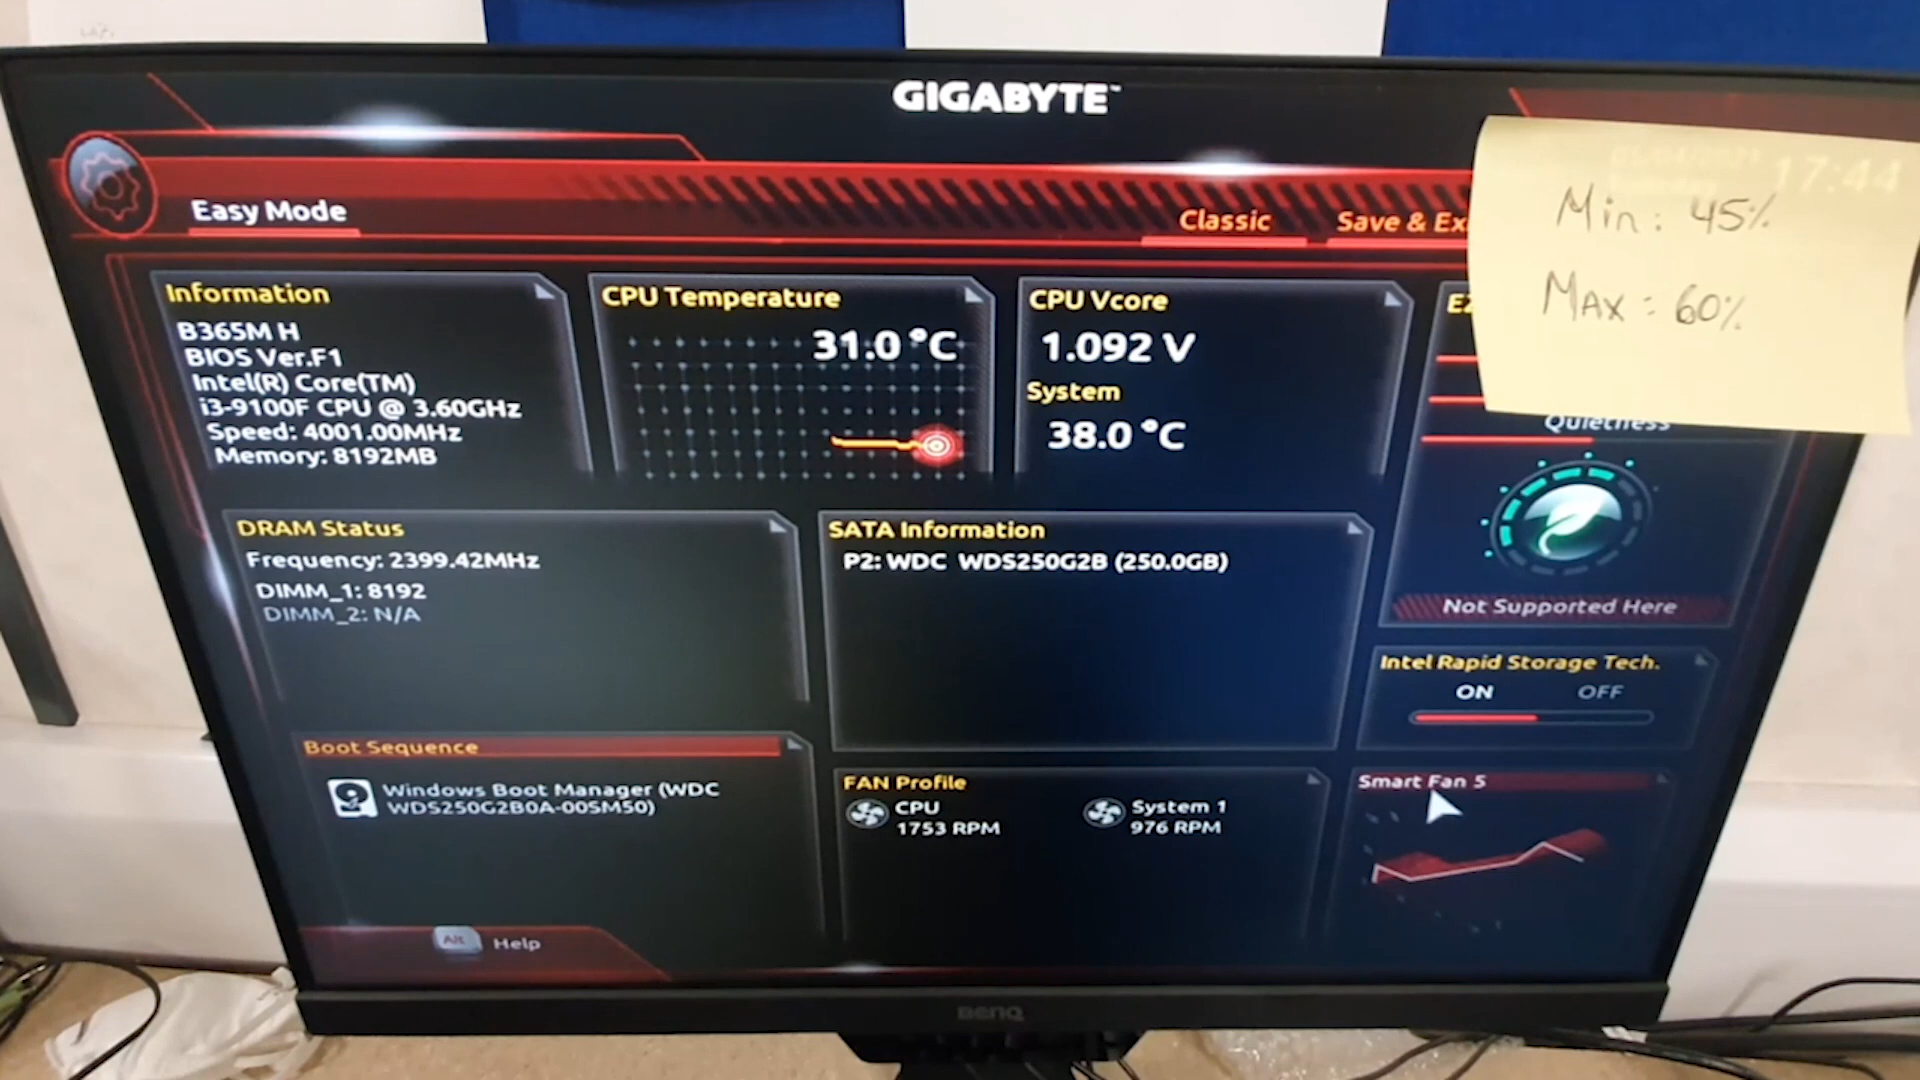 GIGABYTE™
17:44
Min: 45%
Max: 60%
Easy Mode
Classic
Save & Ex
Information
B365M H
BIOS Ver.F1
Intel(R) Core(TM)
i3-9100F CPU @ 3.60GHz
Speed: 4001.00MHz
Memory: 8192MB
CPU Temperature
31.0 °C
CPU Vcore
1.092 V
System
38.0 °C
EZ
Quietness
Not Supported Here
DRAM Status
Frequency: 2399.42MHz
DIMM_1: 8192
DIMM_2: N/A
SATA Information
P2: WDC WDS250G2B (250.0GB)
Intel Rapid Storage Tech.
ON OFF
Boot Sequence
Windows Boot Manager (WDC
WDS250G2B0A-00SM50)
FAN Profile
CPU
1753 RPM
System 1
976 RPM
Smart Fan 5
Alt Help
BenQ